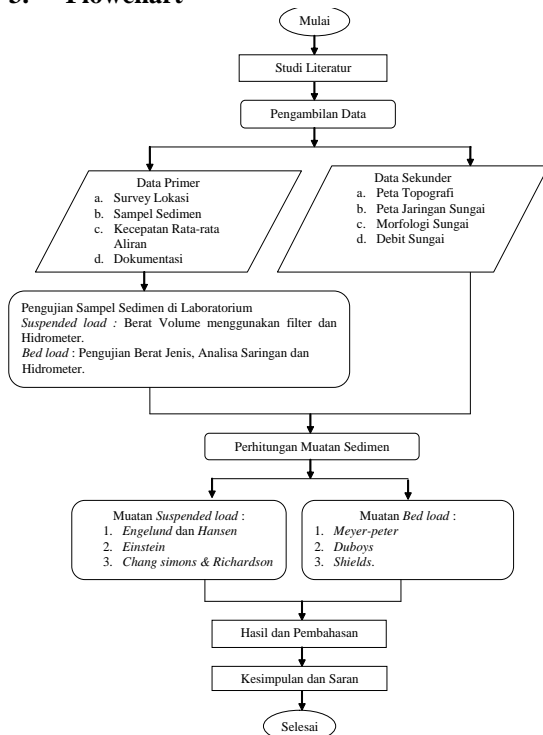 3. Flowchart
Mulai
Studi Literatur
Pengambilan Data
Data Primer
a. Survey Lokasi
b. Sampel Sedimen
c. Kecepatan Rata-rata
Aliran
d. Dokumentasi
Data Sekunder
a. Peta Topografi
b. Peta Jaringan Sungai
c. Morfologi Sungai
d. Debit Sungai
Pengujian Sampel Sedimen di Laboratorium
Suspended load : Berat Volume menggunakan filter dan
Hidrometer.
Bed load : Pengujian Berat Jenis, Analisa Saringan dan
Hidrometer.
Perhitungan Muatan Sedimen
Muatan Suspended load :
1. Engelund dan Hansen
2. Einstein
3. Chang simons & Richardson
Muatan Bed load :
1. Meyer-peter
2. Duboys
3. Shields.
Hasil dan Pembahasan
Kesimpulan dan Saran
Selesai